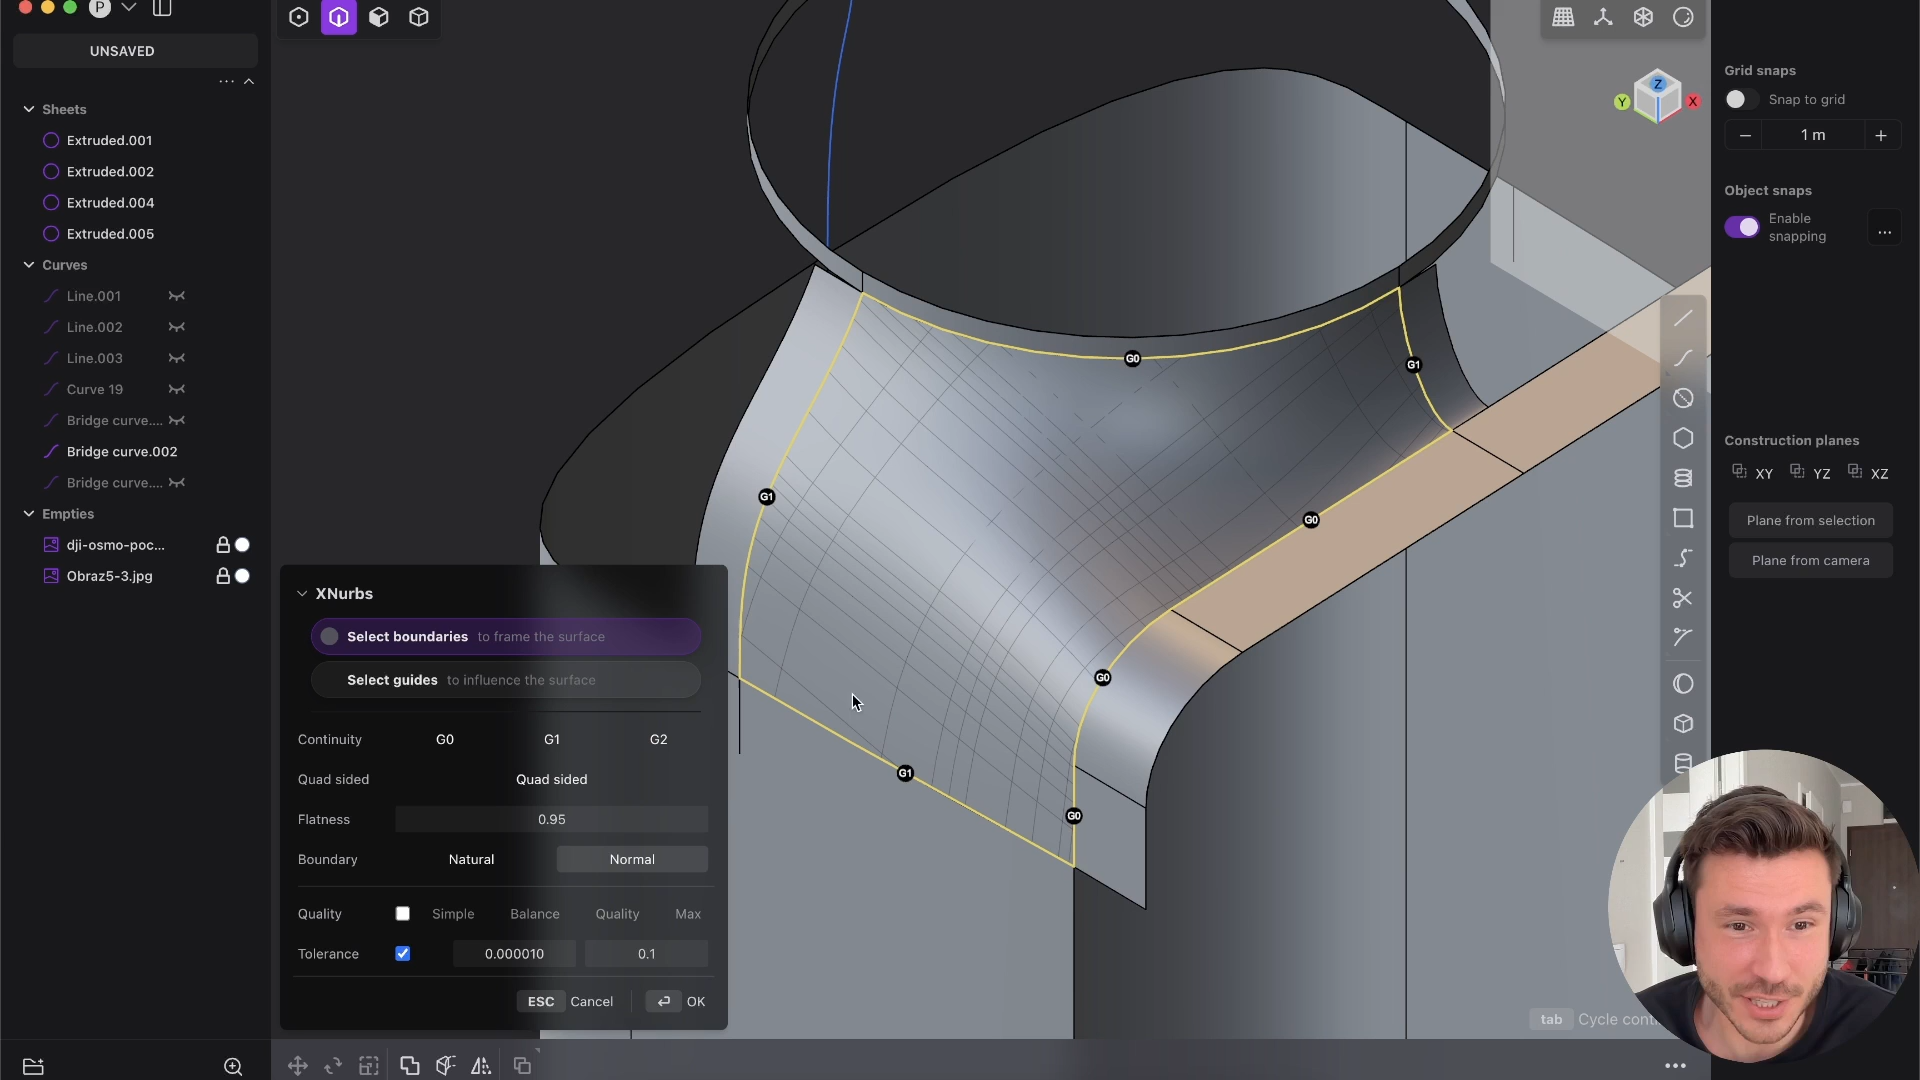 P
UNSAVED
Sheets
Extruded.001
Extruded.002
Extruded.004
Extruded.005
Curves
Line.001
Line.002
Line.003
Curve 19
Bridge curve....
Bridge curve.002
Bridge curve....
Empties
dji-osmo-poc...
Obraz5-3.jpg
G0
G1
G1
G0
G0
G1
G0
XNurbs
Select boundaries to frame the surface
Select guides to influence the surface
Continuity G0 G1 G2
Quad sided Quad sided
Flatness 0.95
Boundary Natural Normal
Quality Simple Balance Quality Max
Tolerance 0.000010 0.1
ESC Cancel OK
Z
Y X
tab Cycle cont
Grid snaps
Snap to grid
1 m
Object snaps
Enable
snapping
Construction planes
XY YZ XZ
Plane from selection
Plane from camera